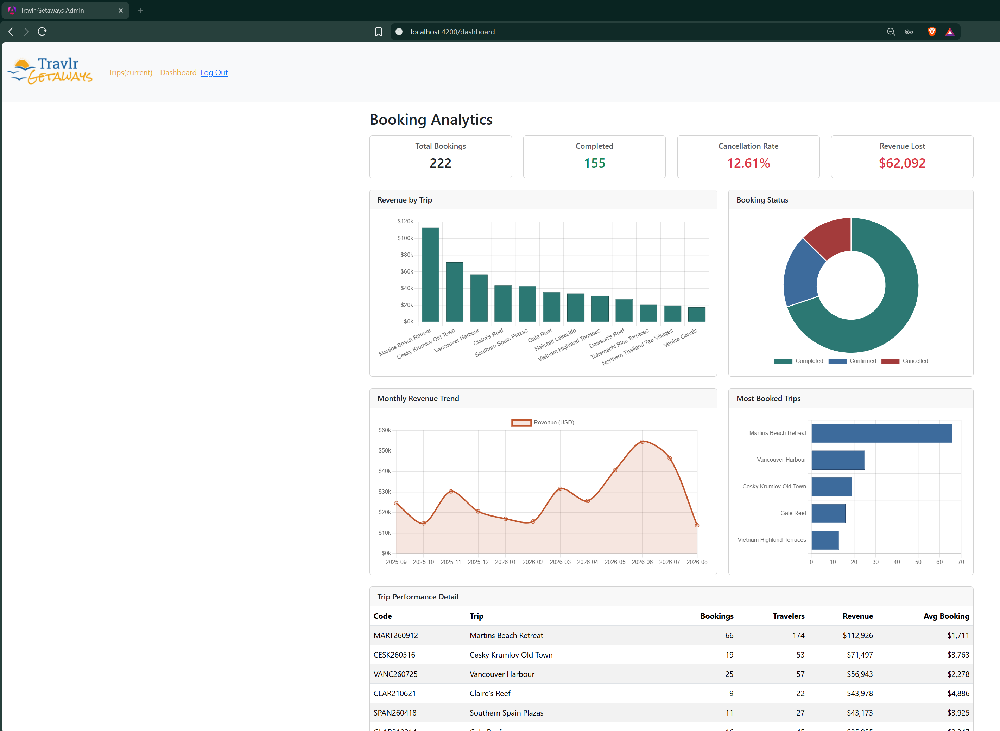 Travlr Getaways Admin
localhost:4200/dashboard
Travlr
GETAWAYS
Trips(current) Dashboard Log Out
Booking Analytics
Total Bookings
222
Completed
155
Cancellation Rate
12.61%
Revenue Lost
$62,092
Revenue by Trip
$120k
$100k
$80k
$60k
$40k
$20k
$0k
Martins Beach Retreat
Cesky Krumlov Old Town
Vancouver Harbour
Claire's Reef
Southern Spain Plazas
Gale Reef
Hallstatt Lakeside
Vietnam Highland Terraces
Dawson's Reef
Tokamachi Rice Terraces
Northern Thailand Tea Villages
Venice Canals
Booking Status
Completed Confirmed Cancelled
Monthly Revenue Trend
Revenue (USD)
$60k
$50k
$40k
$30k
$20k
$10k
$0k
2025-09 2025-10 2025-11 2025-12 2026-01 2026-02 2026-03 2026-04 2026-05 2026-06 2026-07 2026-08
Most Booked Trips
Martins Beach Retreat
Vancouver Harbour
Cesky Krumlov Old Town
Gale Reef
Vietnam Highland Terraces
0 10 20 30 40 50 60 70
Trip Performance Detail
Code Trip Bookings Travelers Revenue Avg Booking
MART260912 Martins Beach Retreat 66 174 $112,926 $1,711
CESK260516 Cesky Krumlov Old Town 19 53 $71,497 $3,763
VANC260725 Vancouver Harbour 25 57 $56,943 $2,278
CLAR210621 Claire's Reef 9 22 $43,978 $4,886
SPAN260418 Southern Spain Plazas 11 27 $43,173 $3,925